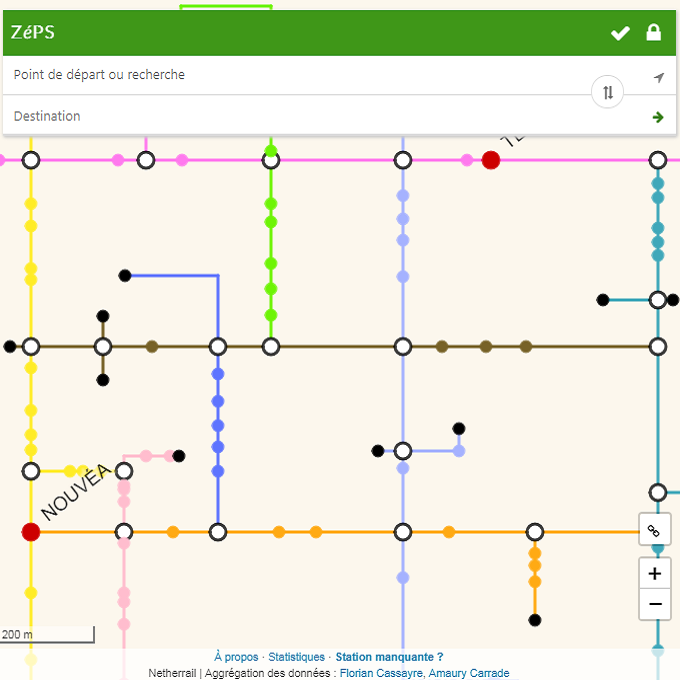 ZéPS
Point de départ ou recherche
Destination
NOUVÉA
200 m
À propos · Statistiques · Station manquante ?
Netherrail | Aggrégation des données : Florian Cassayre, Amaury Carrade